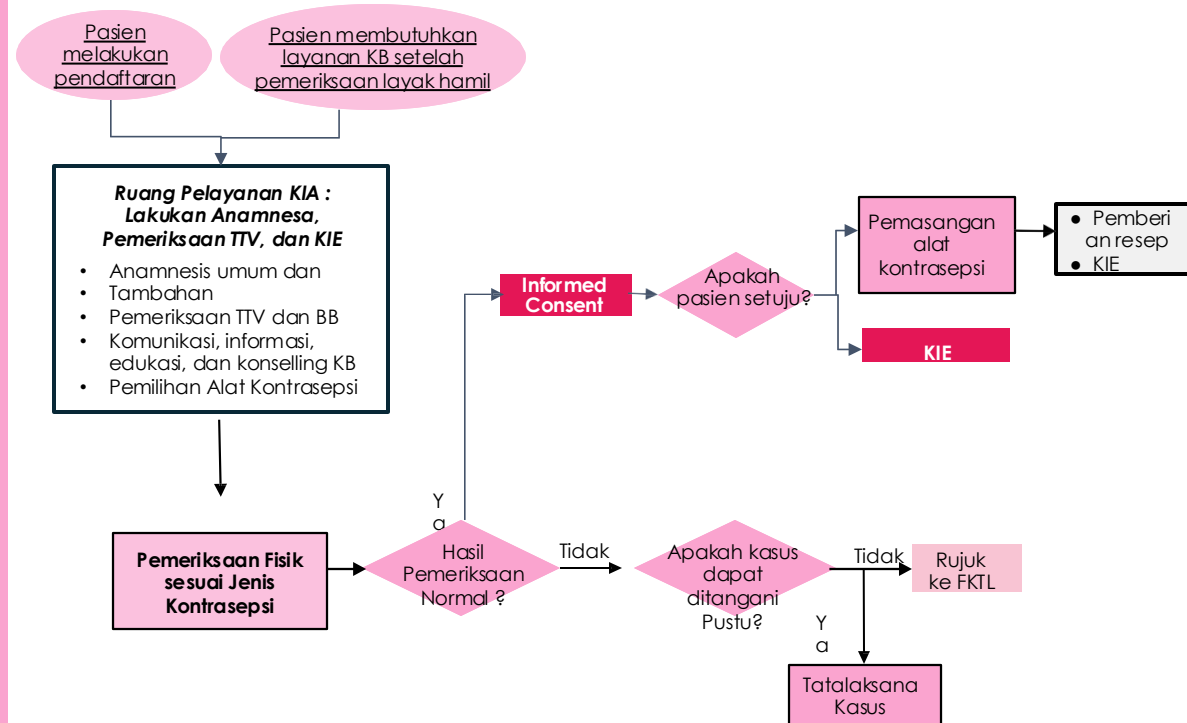 Pasien
melakukan
pendaftaran
Pasien membutuhkan
layanan KB setelah
pemeriksaan layak hamil
Ruang Pelayanan KIA :
Lakukan Anamnesa,
Pemeriksaan TTV, dan KIE
• Anamnesis umum dan
• Tambahan
• Pemeriksaan TTV dan BB
• Komunikasi, informasi,
edukasi, dan konselling KB
• Pemilihan Alat Kontrasepsi
Informed
Consent
Apakah
pasien setuju?
Pemasangan
alat
kontrasepsi
● Pemberi
an resep
● KIE
KIE
Pemeriksaan Fisik
sesuai Jenis
Kontrasepsi
Y
a
Hasil
Pemeriksaan
Normal ?
Tidak
Apakah kasus
dapat
ditangani
Pustu?
Tidak
Rujuk
ke FKTL
Y
a
Tatalaksana
Kasus